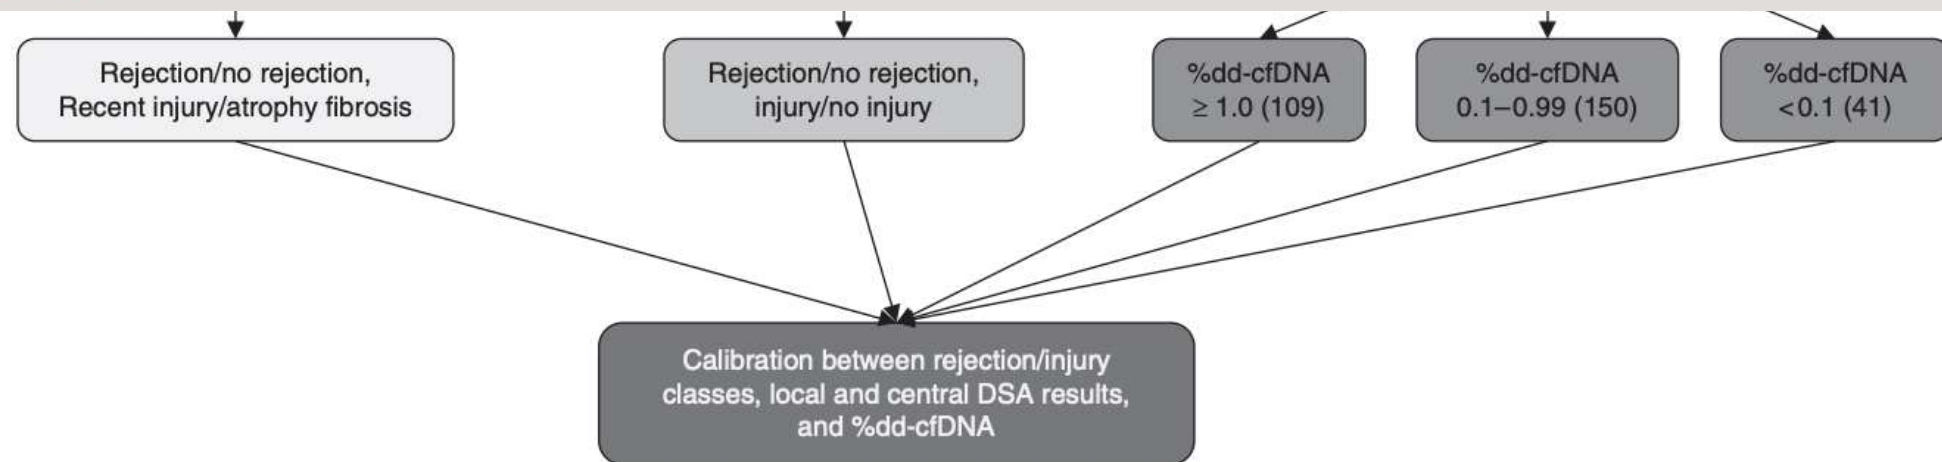 Rejection/no rejection,
Recent injury/atrophy fibrosis
Rejection/no rejection,
injury/no injury
%dd-cfDNA
≥ 1.0 (109)
%dd-cfDNA
0.1–0.99 (150)
%dd-cfDNA
<0.1 (41)
Calibration between rejection/injury
classes, local and central DSA results,
and %dd-cfDNA